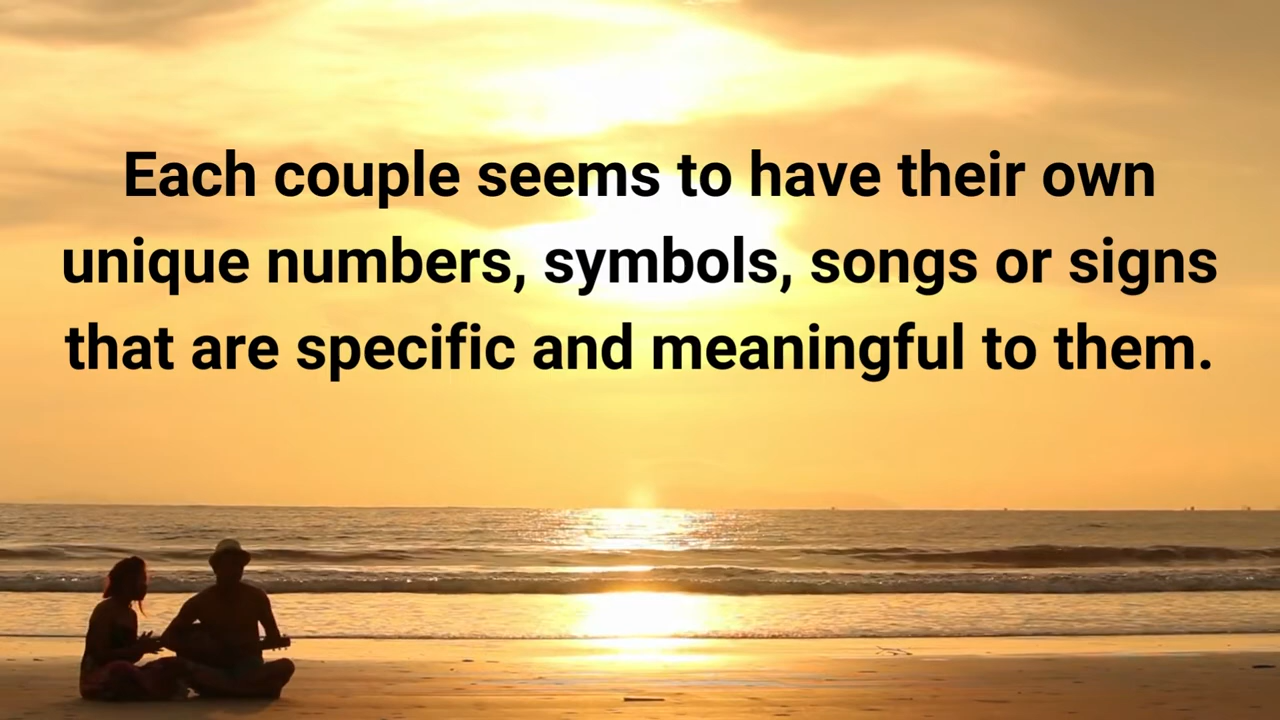 Each couple seems to have their own
unique numbers, symbols, songs or signs
that are specific and meaningful to them.